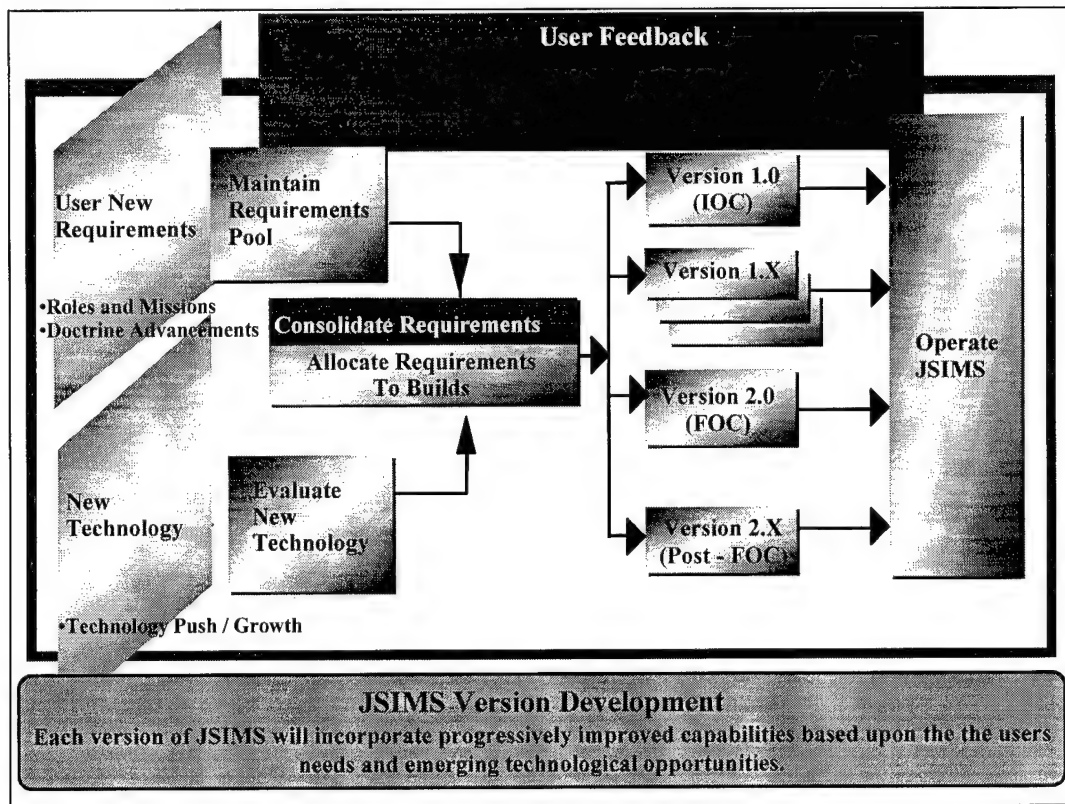 User Feedback
User New
Requirements
Maintain
Requirements
Pool
•Roles and Missions
•Doctrine Advancements
Consolidate Requirements
Allocate Requirements
To Builds
New
Technology
Evaluate
New
Technology
•Technology Push / Growth
Version 1.0
(IOC)
Version 1.X
Version 2.0
(FOC)
Version 2.X
(Post - FOC)
Operate
JSIMS
JSIMS Version Development
Each version of JSIMS will incorporate progressively improved capabilities based upon the the users
needs and emerging technological opportunities.